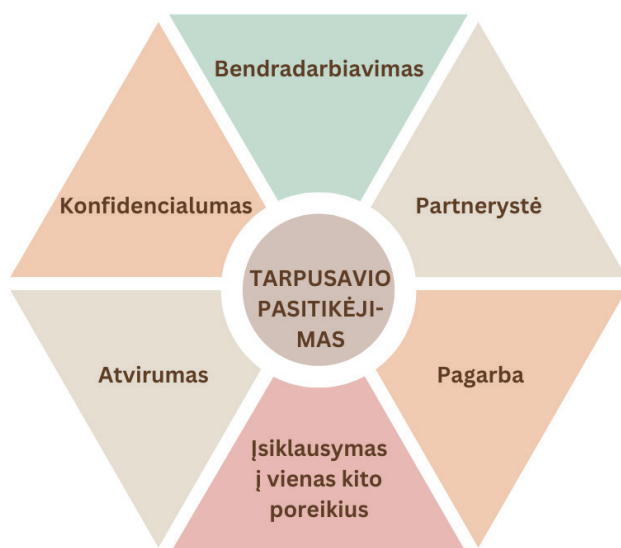 Bendradarbiavimas
Konfidencialumas
Partnerystė
TARPUSAVIO
PASITIKĖJI-
MAS
Atvirumas
Pagarba
Įsiklausymas
į vienas kito
poreikius